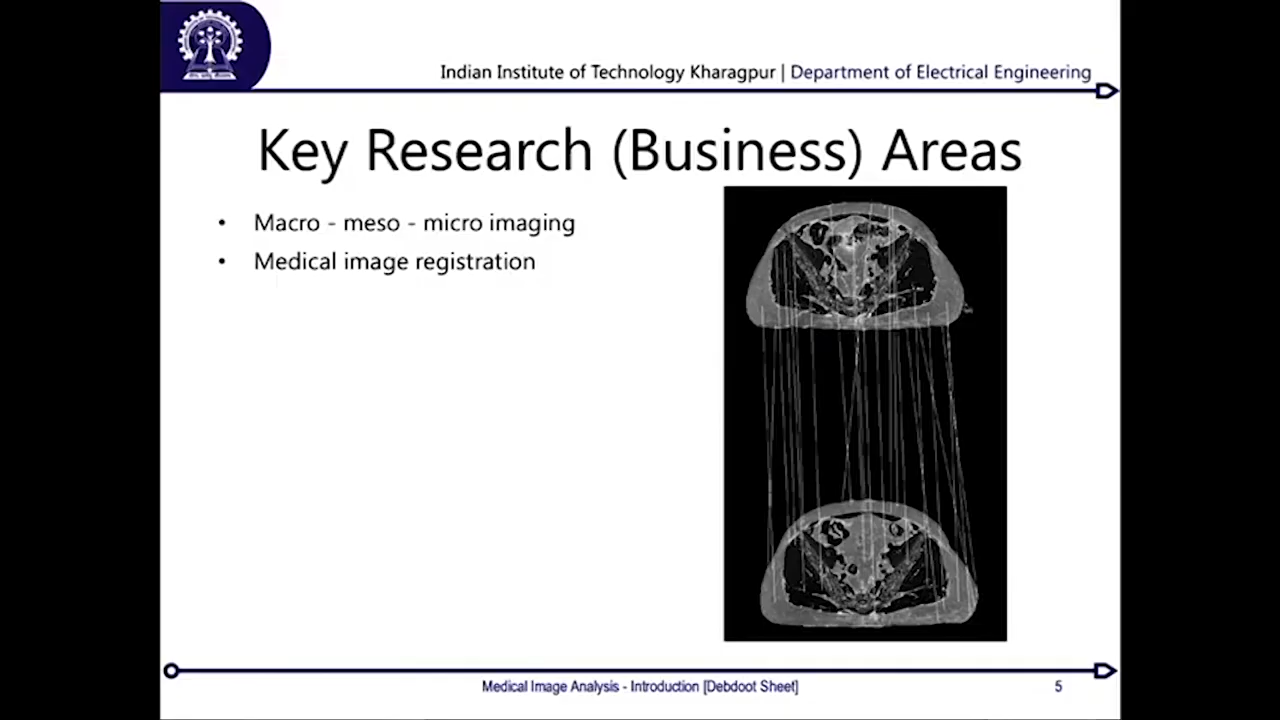 Indian Institute of Technology Kharagpur | Department of Electrical Engineering
Key Research (Business) Areas
• Macro - meso - micro imaging
• Medical image registration
Medical Image Analysis - Introduction [Debdoot Sheet]
5